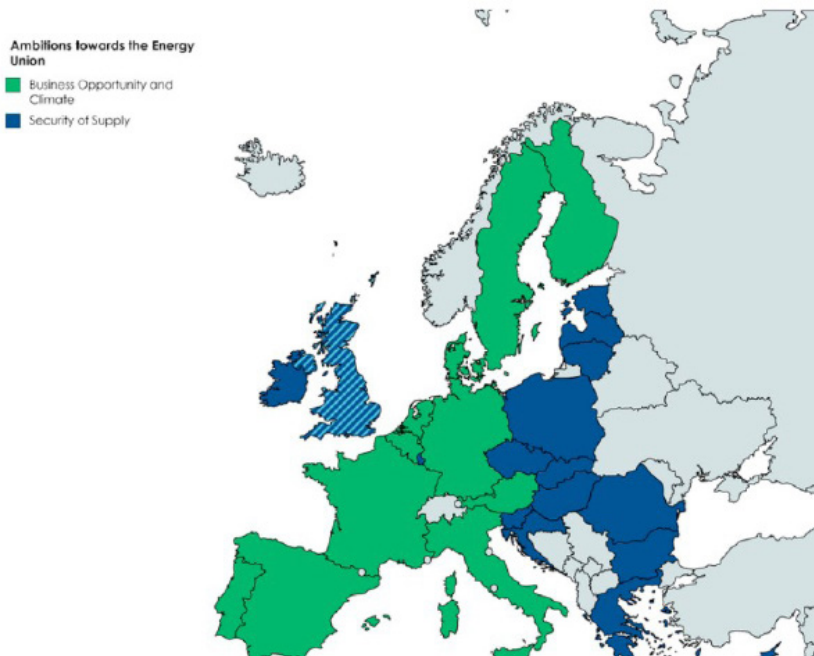 Ambitions towards the Energy
Union
Business Opportunity and
Climate
Security of Supply